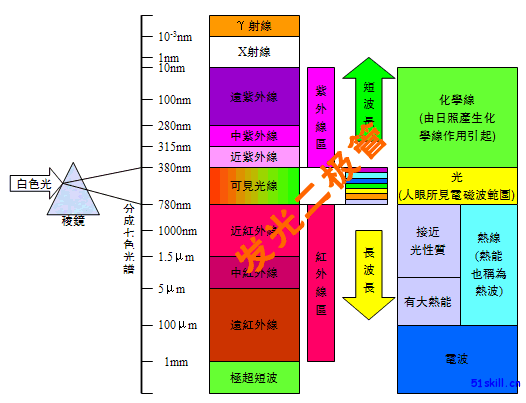 γ射線
10-³nm
X射線
1nm
10nm
遠紫外線
100nm
280nm
中紫外線
315nm
近紫外線
380nm
可見光線
780nm
近紅外線
1000nm
1.5μm
中紅外線
5μm
遠紅外線
100μm
1mm
極超短波
白色光
稜鏡
分成七色光譜
紫外線區
紅外線區
短波長
長波長
化學線
(由日照產生化
學線作用引起)
光
(人眼所見電磁波範圍)
接近
光性質
有大熱能
熱線
(熱能
也稱為
熱波)
電波
发光二极管
51skill.cn